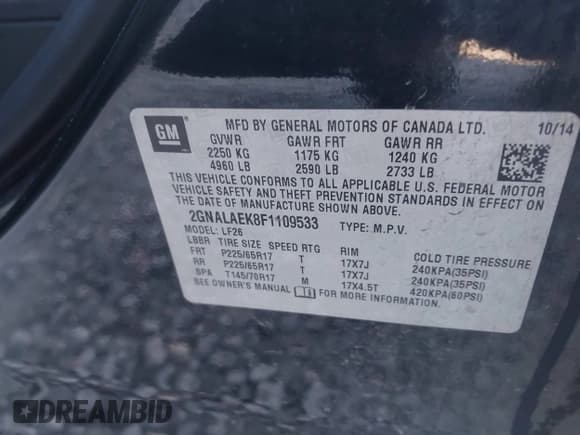 GM
MFD BY GENERAL MOTORS OF CANADA LTD.
10/14
GVWR GAWR FRT GAWR RR
2250 KG 1175 KG 1240 KG
4960 LB 2590 LB 2733 LB
THIS VEHICLE CONFORMS TO ALL APPLICABLE U.S. FEDERAL MOTOR
VEHICLE SAFETY AND THEFT PREVENTION STANDARDS IN EFFECT ON
THE DATE OF MANUFACTURE SHOWN ABOVE.
2GNALAEK8F1109533 TYPE: M.P.V.
MODEL: LF26
LBBR TIRE SIZE SPEED RTG RIM COLD TIRE PRESSURE
FRT P225/65R17 T 17X7J 240KPA(35PSI)
RR P225/65R17 T 17X7J 240KPA(35PSI)
SPA T145/70R17 M 17X4.5T 420KPA(60PSI)
SEE OWNER'S MANUAL
DREAMBID